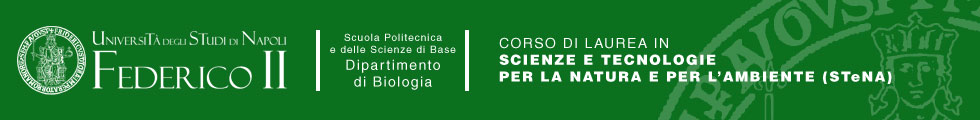 UNIVERSITÀ DEGLI STUDI DI NAPOLI
FEDERICO II
Scuola Politecnica
e delle Scienze di Base
Dipartimento
di Biologia
CORSO DI LAUREA IN
SCIENZE E TECNOLOGIE
PER LA NATURA E PER L'AMBIENTE (STeNA)